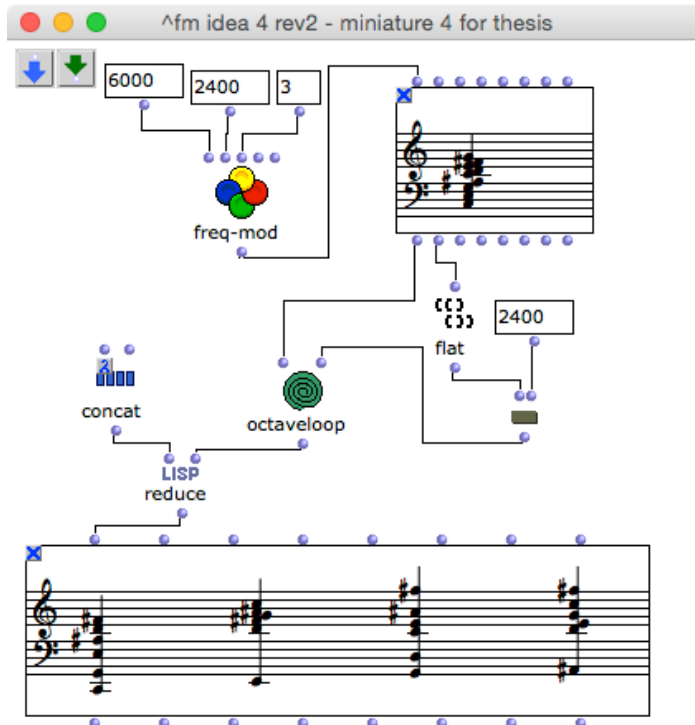 ^fm idea 4 rev2 - miniature 4 for thesis
6000
2400
3
freq-mod
flat
2400
concat
octaveloop
LISP
reduce